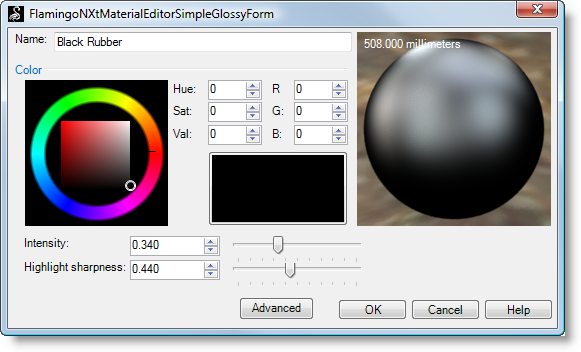 FlamingoNXtMaterialEditorSimpleGlossyForm
Name: Black Rubber
508.000 millimeters
Color
Hue: 0 R 0
Sat: 0 G: 0
Val: 0 B: 0
Intensity: 0.340
Highlight sharpness: 0.440
Advanced OK Cancel Help